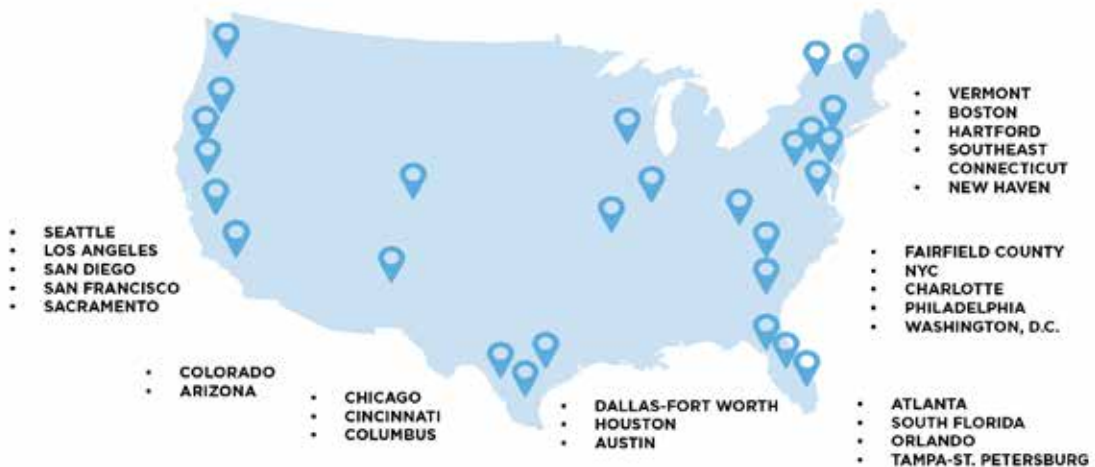 • VERMONT
• BOSTON
• HARTFORD
• SOUTHEAST
CONNECTICUT
• NEW HAVEN
• SEATTLE
• LOS ANGELES
• SAN DIEGO
• SAN FRANCISCO
• SACRAMENTO
• FAIRFIELD COUNTY
• NYC
• CHARLOTTE
• PHILADELPHIA
• WASHINGTON, D.C.
• COLORADO
• ARIZONA
• CHICAGO
• CINCINNATI
• COLUMBUS
• DALLAS-FORT WORTH
• HOUSTON
• AUSTIN
• ATLANTA
• SOUTH FLORIDA
• ORLANDO
• TAMPA-ST. PETERSBURG